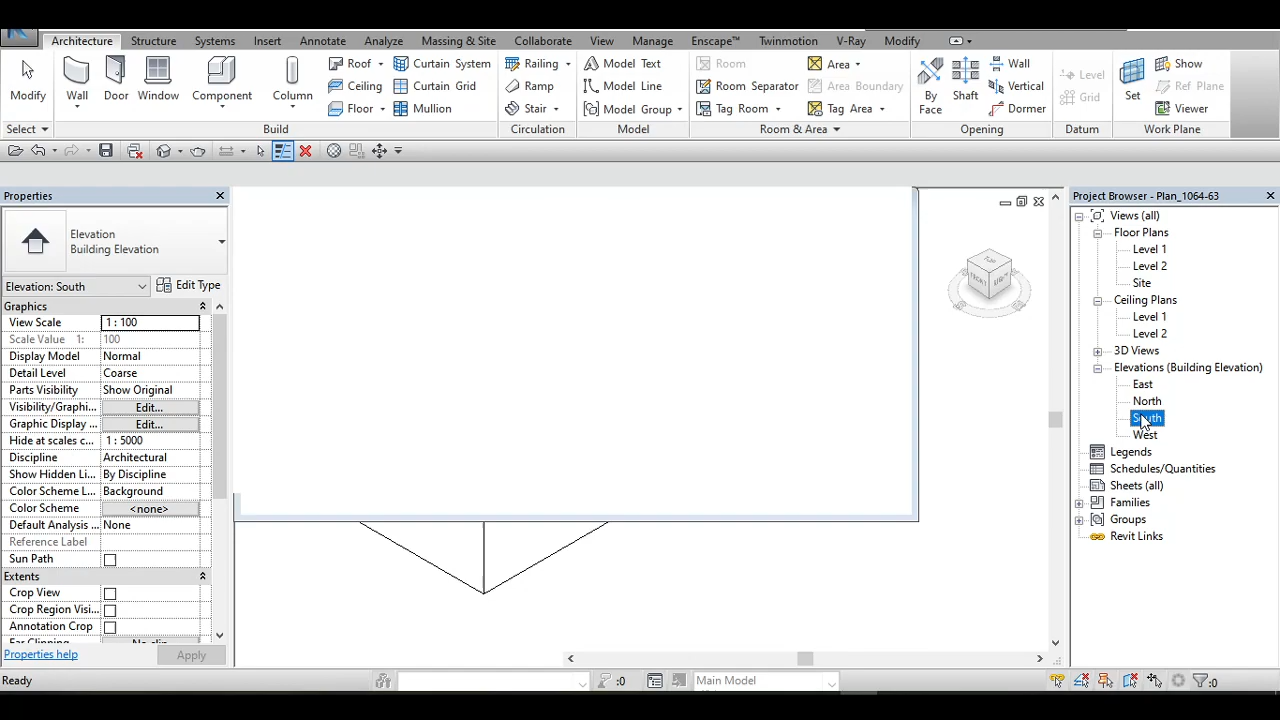 Architecture Structure Systems Insert Annotate Analyze Massing & Site Collaborate View Manage Enscape™ Twinmotion V-Ray Modify
Modify
Wall
Door
Window
Component
Column
Roof
Ceiling
Floor
Curtain System
Curtain Grid
Mullion
Railing
Ramp
Stair
Model Text
Model Line
Model Group
Room
Room Separator
Tag Room
Area
Area Boundary
Tag Area
By
Face
Shaft
Wall
Vertical
Dormer
Level
Grid
Set
Show
Ref Plane
Viewer
Select Build Circulation Model Room & Area Opening Datum Work Plane
Properties
Elevation
Building Elevation
Elevation: South Edit Type
Graphics
View Scale 1 : 100
Scale Value 1: 100
Display Model Normal
Detail Level Coarse
Parts Visibility Show Original
Visibility/Graphi... Edit...
Graphic Display ... Edit...
Hide at scales c... 1 : 5000
Discipline Architectural
Show Hidden Li... By Discipline
Color Scheme L... Background
Color Scheme <none>
Default Analysis ... None
Reference Label
Sun Path
Extents
Crop View
Crop Region Visi...
Annotation Crop
Far Clipping No clip
Properties help Apply
TOP
FRONT
RIGHT
Project Browser - Plan_1064-63
Views (all)
Floor Plans
Level 1
Level 2
Site
Ceiling Plans
Level 1
Level 2
3D Views
Elevations (Building Elevation)
East
North
South
West
Legends
Schedules/Quantities
Sheets (all)
Families
Groups
Revit Links
Ready :0 Main Model :0